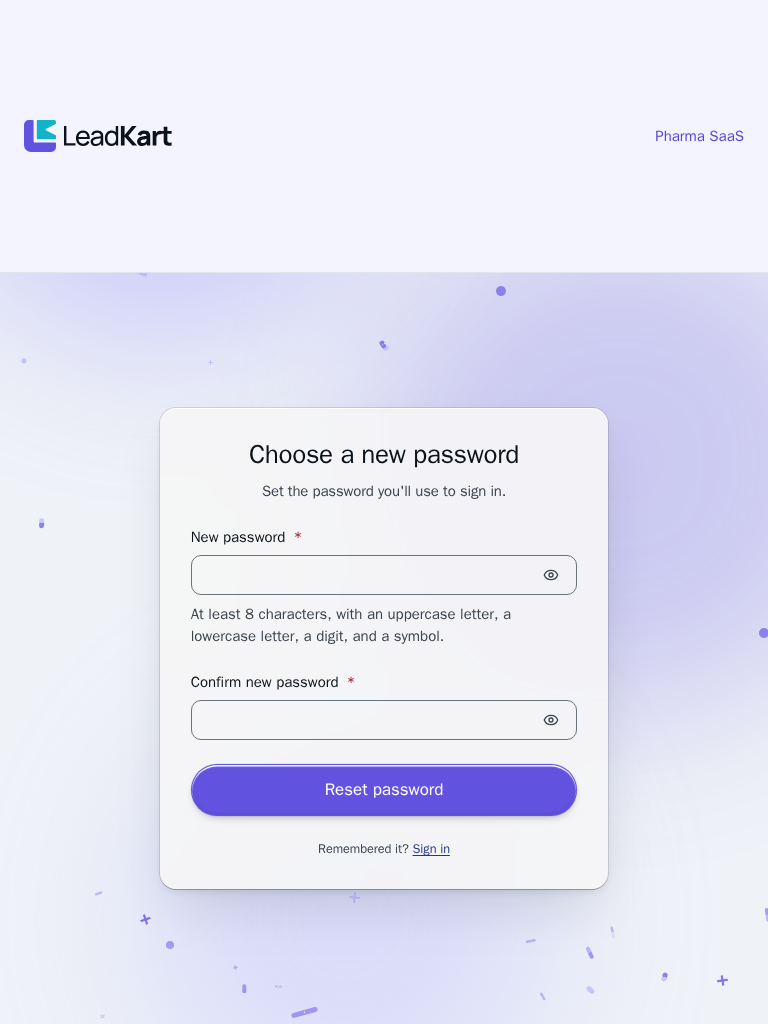 LeadKart
Pharma SaaS
Choose a new password
Set the password you'll use to sign in.
New password *
At least 8 characters, with an uppercase letter, a
lowercase letter, a digit, and a symbol.
Confirm new password *
Reset password
Remembered it? Sign in